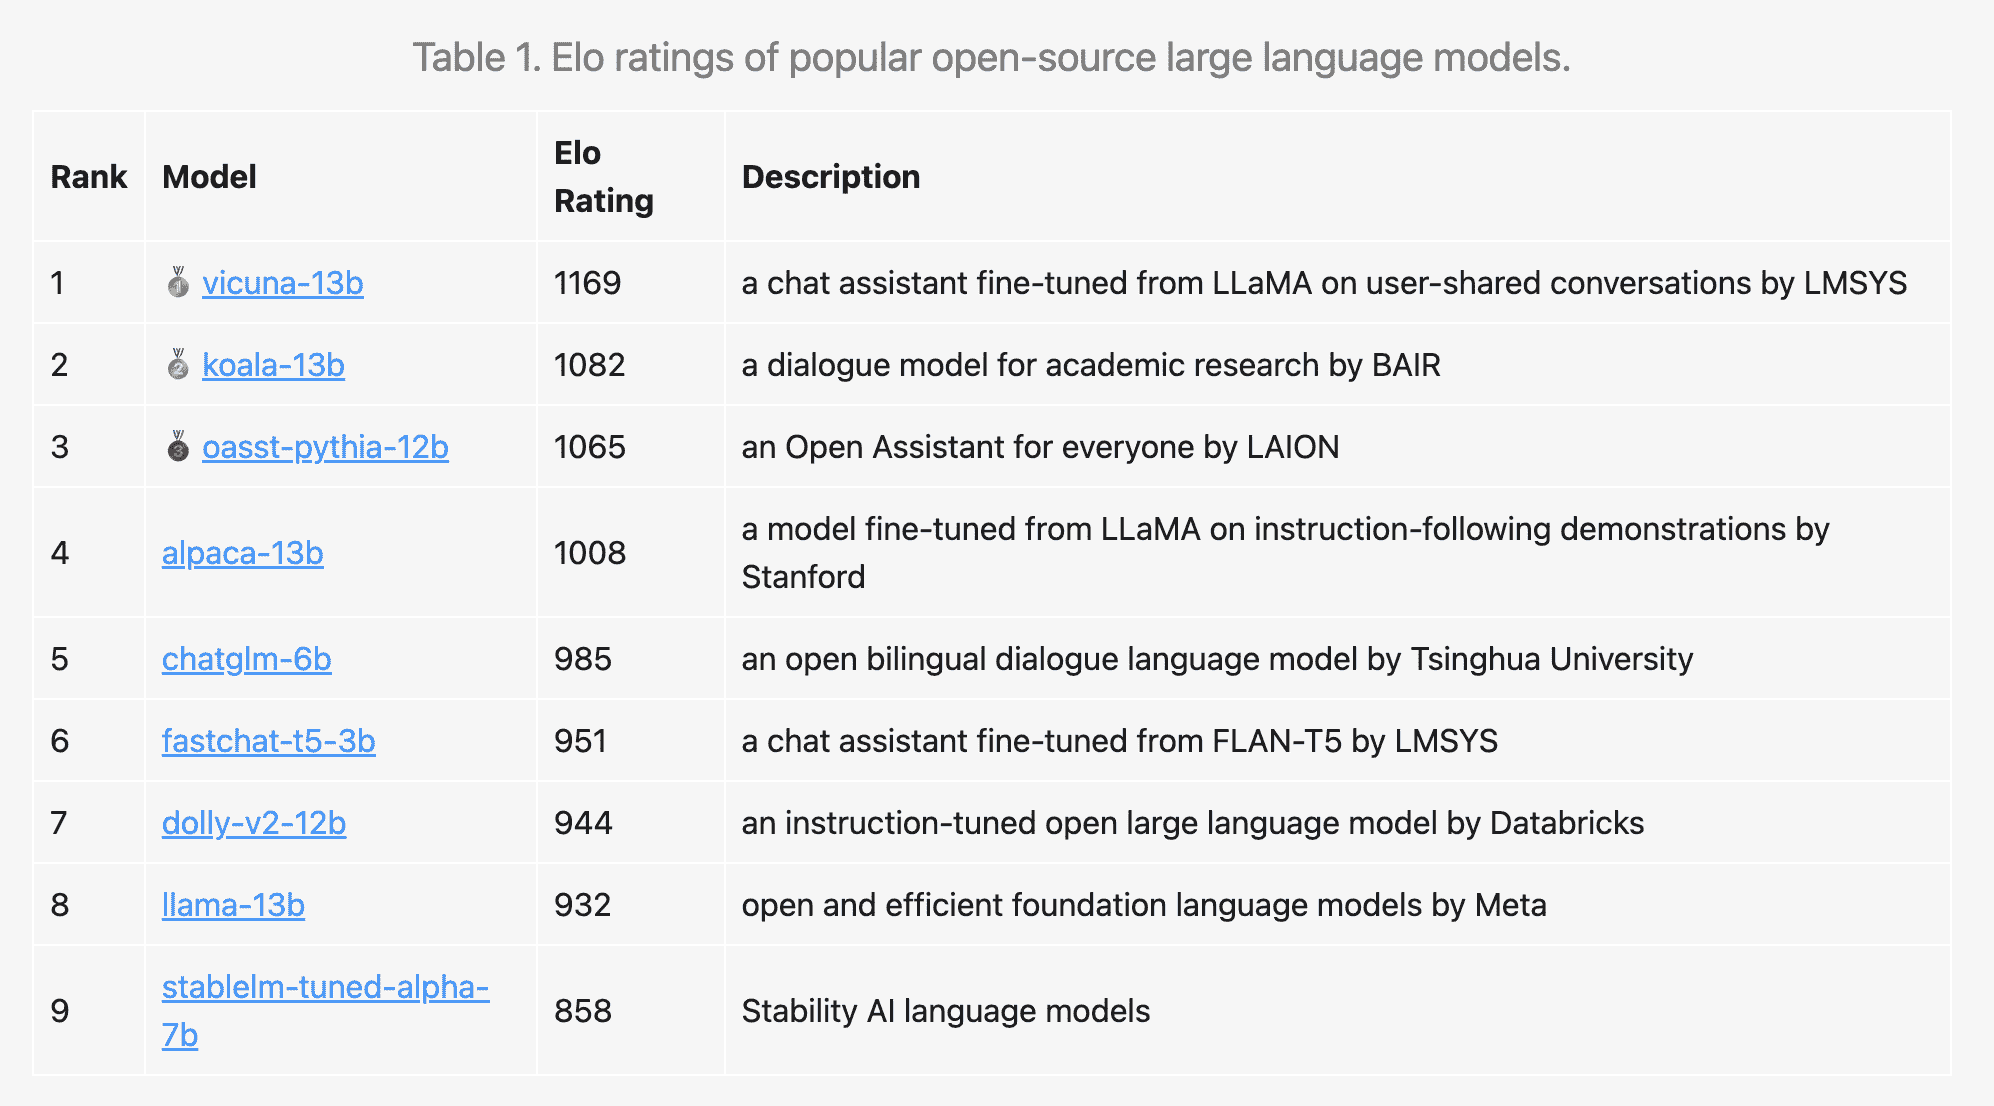 Table 1. Elo ratings of popular open-source large language models.
Rank Model Elo Rating Description
1 🥇 vicuna-13b 1169 a chat assistant fine-tuned from LLaMA on user-shared conversations by LMSYS
2 🥈 koala-13b 1082 a dialogue model for academic research by BAIR
3 🥉 oasst-pythia-12b 1065 an Open Assistant for everyone by LAION
4 alpaca-13b 1008 a model fine-tuned from LLaMA on instruction-following demonstrations by
Stanford
5 chatglm-6b 985 an open bilingual dialogue language model by Tsinghua University
6 fastchat-t5-3b 951 a chat assistant fine-tuned from FLAN-T5 by LMSYS
7 dolly-v2-12b 944 an instruction-tuned open large language model by Databricks
8 llama-13b 932 open and efficient foundation language models by Meta
9 stablelm-tuned-alpha-7b 858 Stability AI language models